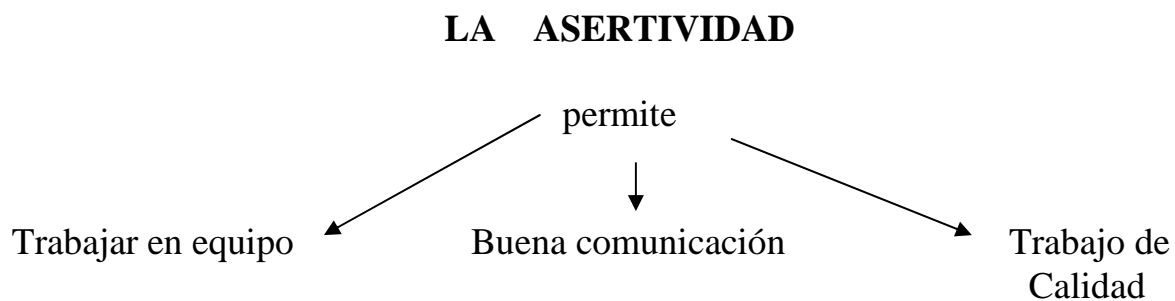 LA ASERTIVIDAD
permite
Trabajar en equipo
Buena comunicación
Trabajo de
Calidad